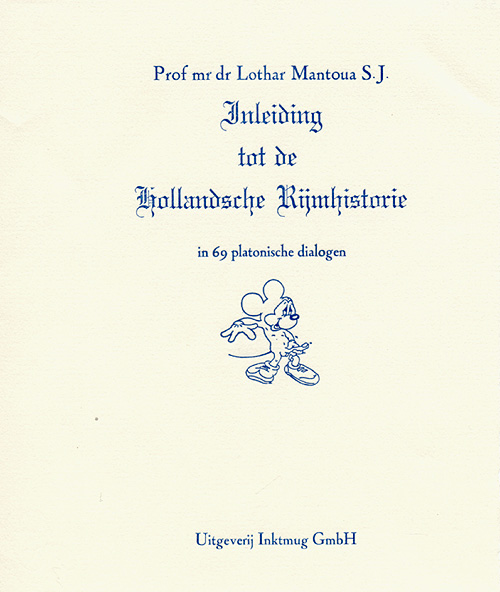 Prof mr dr Lothar Mantoua S.J.
Inleiding
tot de
Hollandsche Rijmhistorie
in 69 platonische dialogen
Uitgeverij Inktmug GmbH